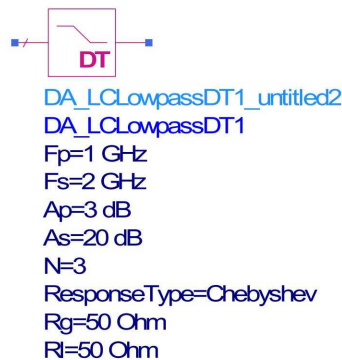 DT
DA_LCLowpassDT1_untitled2
DA_LCLowpassDT1
Fp=1 GHz
Fs=2 GHz
Ap=3 dB
As=20 dB
N=3
ResponseType=Chebyshev
Rg=50 Ohm
Rl=50 Ohm